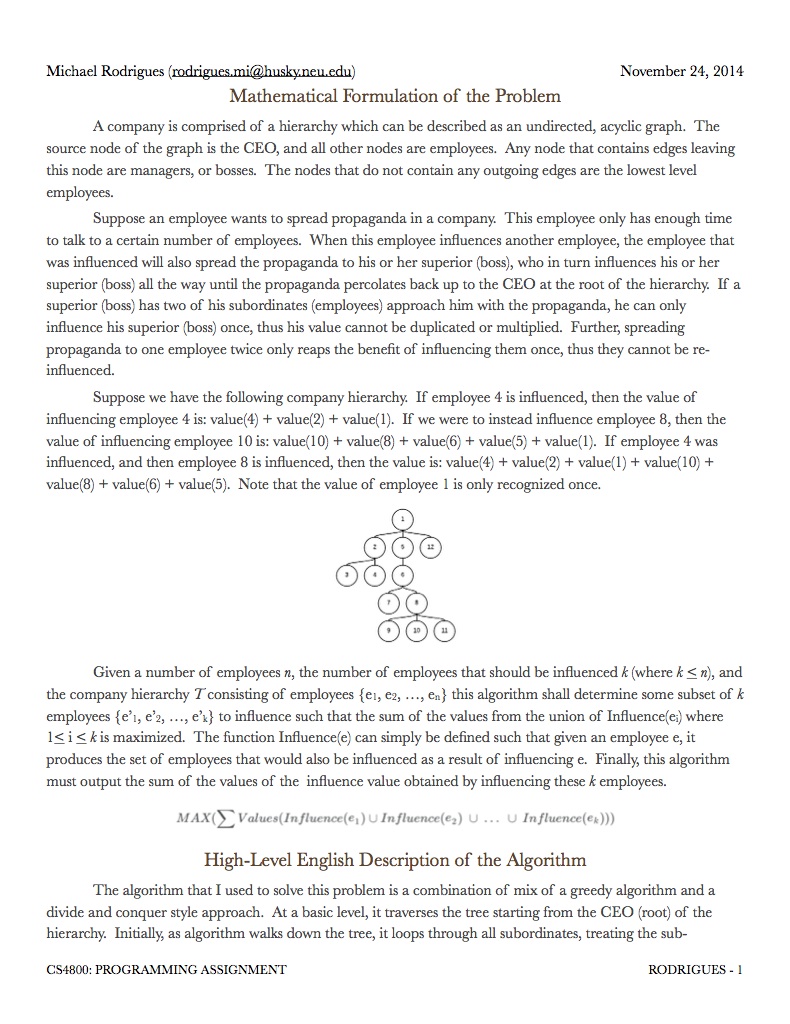 Michael Rodrigues (rodrigues.mi@husky.neu.edu) November 24, 2014
Mathematical Formulation of the Problem
A company is comprised of a hierarchy which can be described as an undirected, acyclic graph. The
source node of the graph is the CEO, and all other nodes are employees. Any node that contains edges leaving
this node are managers, or bosses. The nodes that do not contain any outgoing edges are the lowest level
employees.
Suppose an employee wants to spread propaganda in a company. This employee only has enough time
to talk to a certain number of employees. When this employee influences another employee, the employee that
was influenced will also spread the propaganda to his or her superior (boss), who in turn influences his or her
superior (boss) all the way until the propaganda percolates back up to the CEO at the root of the hierarchy. If a
superior (boss) has two of his subordinates (employees) approach him with the propaganda, he can only
influence his superior (boss) once, thus his value cannot be duplicated or multiplied. Further, spreading
propaganda to one employee twice only reaps the benefit of influencing them once, thus they cannot be re-
influenced.
Suppose we have the following company hierarchy. If employee 4 is influenced, then the value of
influencing employee 4 is: value(4) + value(2) + value(1). If we were to instead influence employee 8, then the
value of influencing employee 10 is: value(10) + value(8) + value(6) + value(5) + value(1). If employee 4 was
influenced, and then employee 8 is influenced, then the value is: value(4) + value(2) + value(1) + value(10) +
value(8) + value(6) + value(5). Note that the value of employee 1 is only recognized once.
1
2 5 12
3 4 6
7 8
9 10 11
Given a number of employees n, the number of employees that should be influenced k (where k ≤ n), and
the company hierarchy T consisting of employees {e₁, e₂, …, eₙ} this algorithm shall determine some subset of k
employees {e'₁, e'₂, …, e'ₖ} to influence such that the sum of the values from the union of Influence(eᵢ) where
1≤ i ≤ k is maximized. The function Influence(e) can simply be defined such that given an employee e, it
produces the set of employees that would also be influenced as a result of influencing e. Finally, this algorithm
must output the sum of the values of the influence value obtained by influencing these k employees.
MAX(∑ Values(Influence(e₁) ∪ Influence(e₂) ∪ … ∪ Influence(eₖ)))
High-Level English Description of the Algorithm
The algorithm that I used to solve this problem is a combination of mix of a greedy algorithm and a
divide and conquer style approach. At a basic level, it traverses the tree starting from the CEO (root) of the
hierarchy. Initially, as algorithm walks down the tree, it loops through all subordinates, treating the sub-
CS4800: PROGRAMMING ASSIGNMENT RODRIGUES - 1